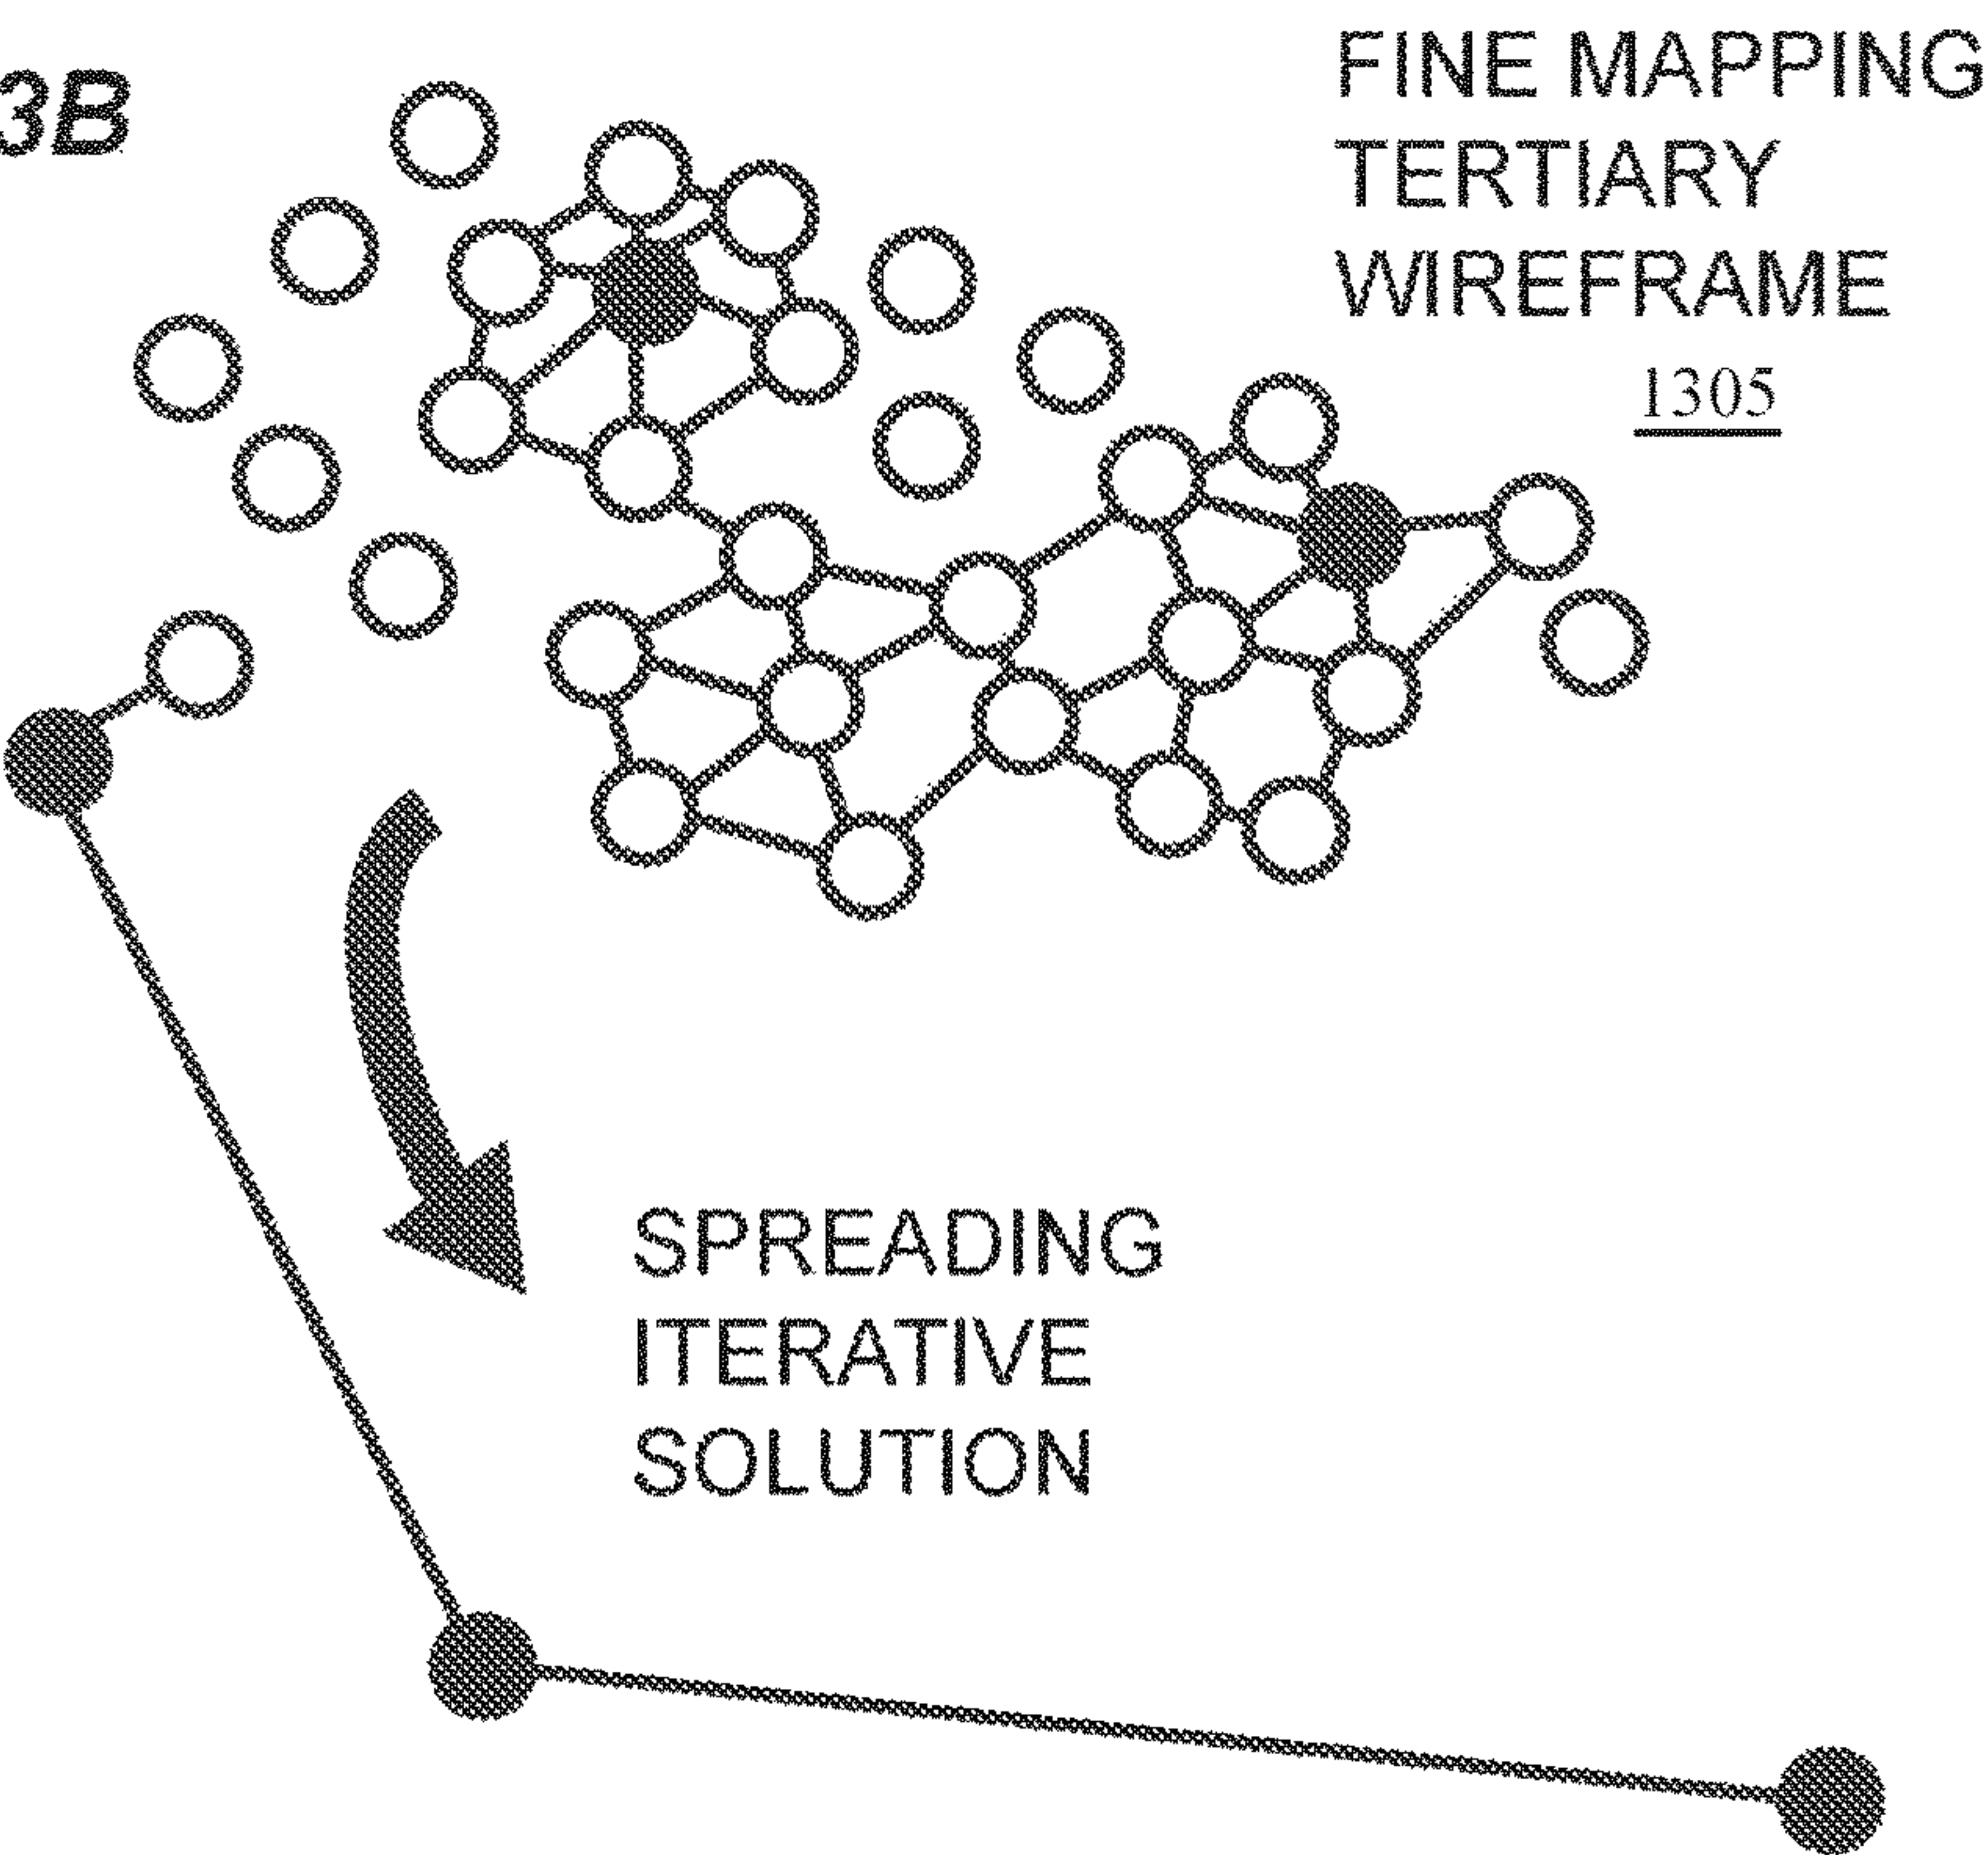 3B
FINE MAPPING
TERTIARY
WIREFRAME
1305
SPREADING
ITERATIVE
SOLUTION